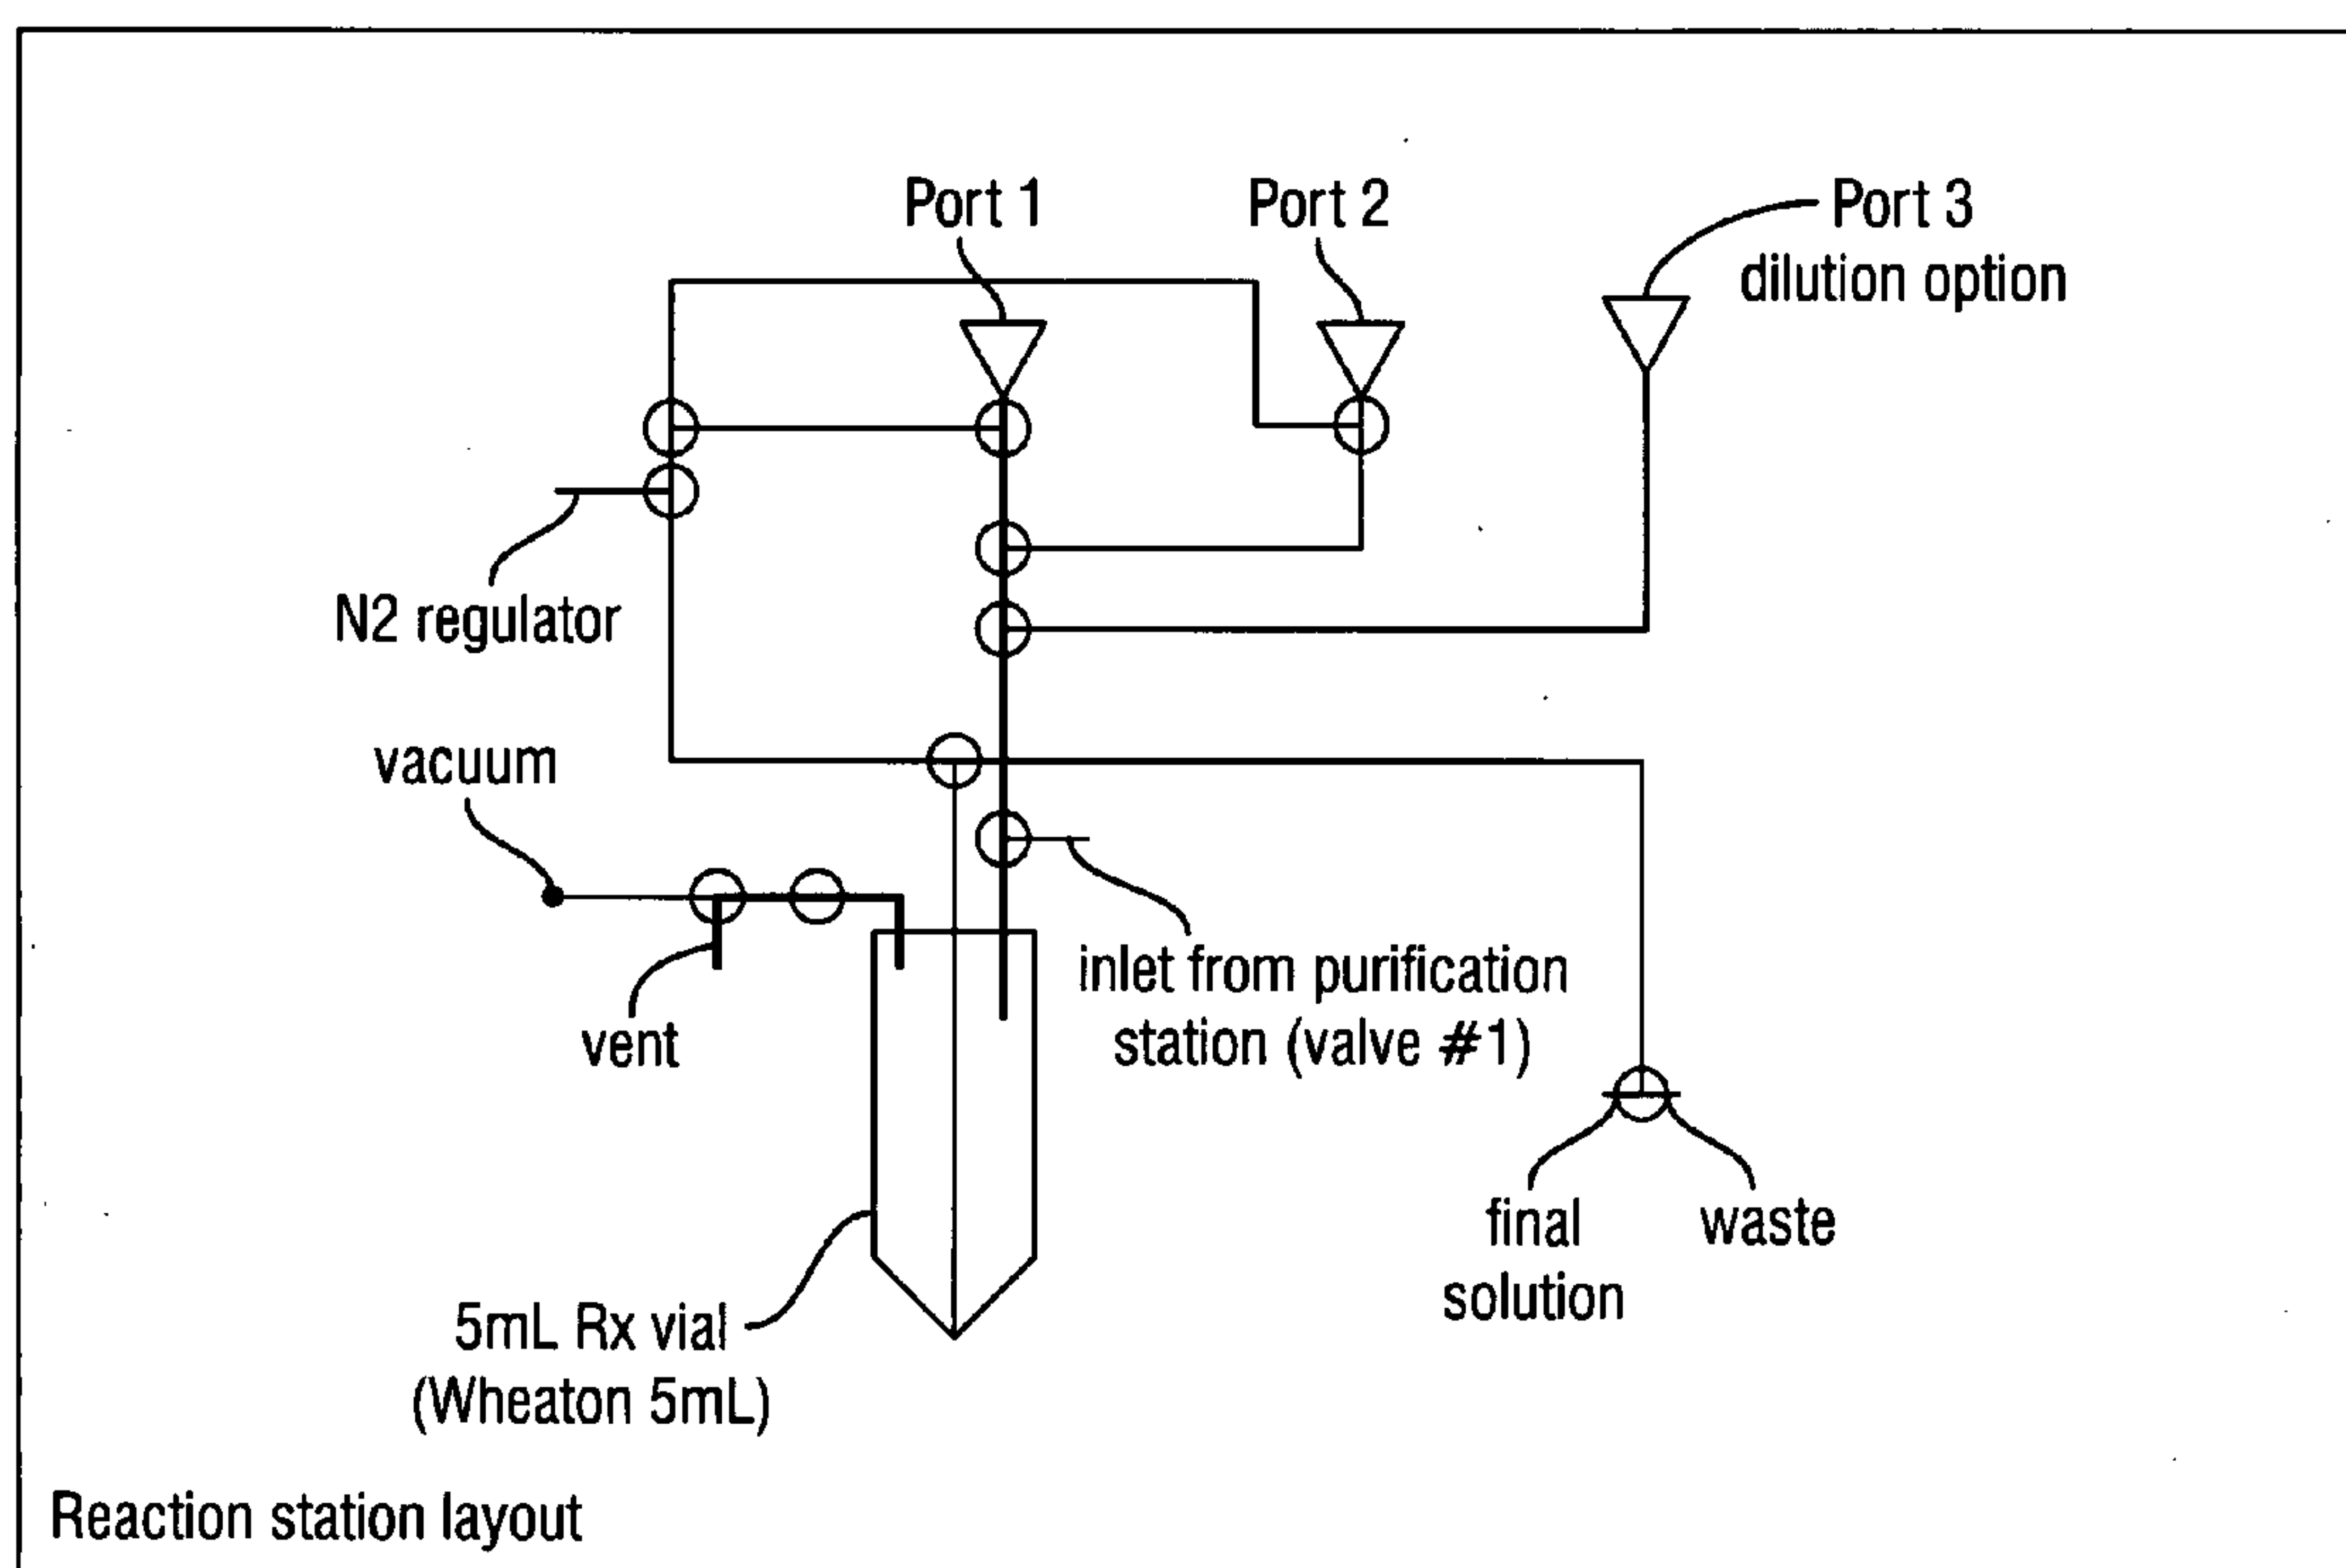 Port 1
Port 2
Port 3
dilution option
N2 regulator
vacuum
inlet from purification
station (valve #1)
vent
final
solution
waste
5mL Rx vial
(Wheaton 5mL)
Reaction station layout